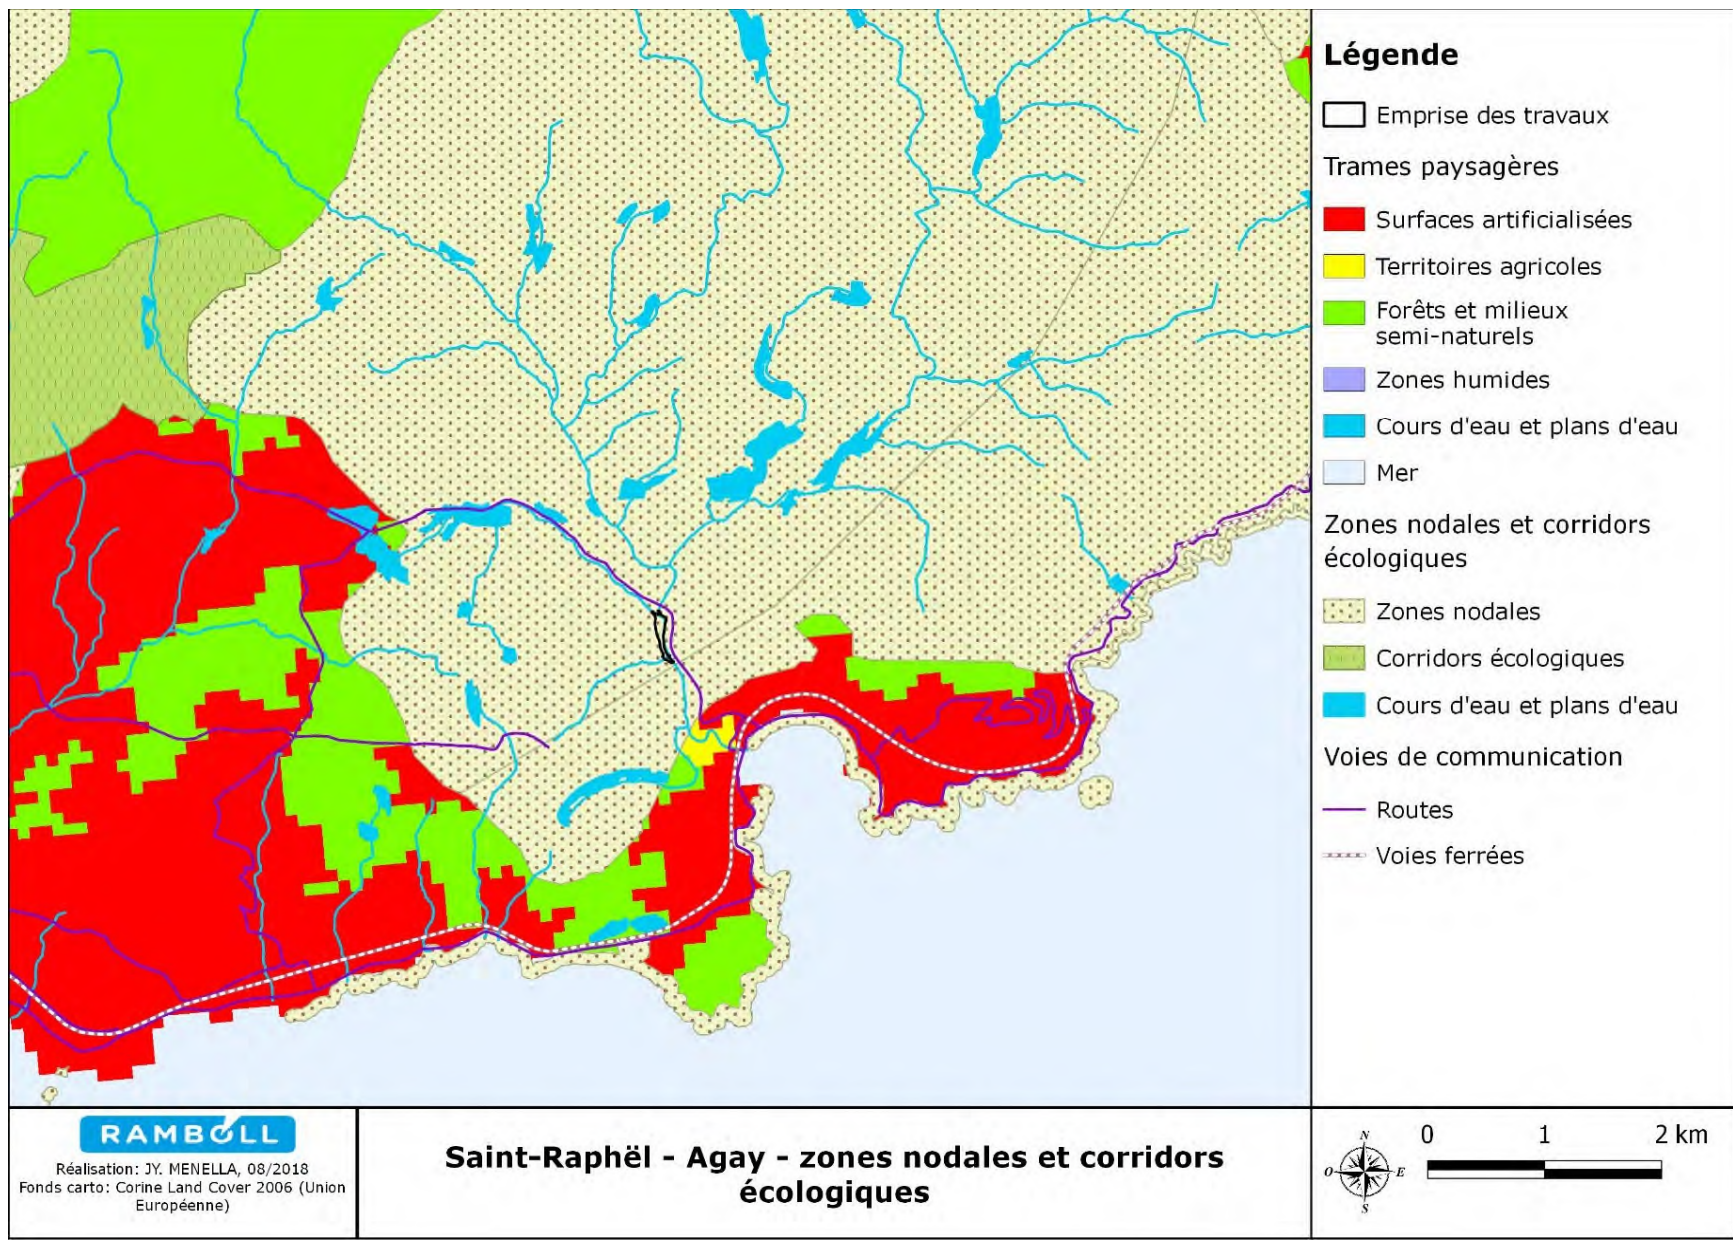 Légende
Emprise des travaux
Trames paysagères
Surfaces artificialisées
Territoires agricoles
Forêts et milieux
semi-naturels
Zones humides
Cours d'eau et plans d'eau
Mer
Zones nodales et corridors
écologiques
Zones nodales
Corridors écologiques
Cours d'eau et plans d'eau
Voies de communication
Routes
Voies ferrées
RAMBOLL
Réalisation: JY. MENELLA, 08/2018
Fonds carto: Corine Land Cover 2006 (Union
Européenne)
Saint-Raphël - Agay - zones nodales et corridors
écologiques
N
O E
S
0 1 2 km